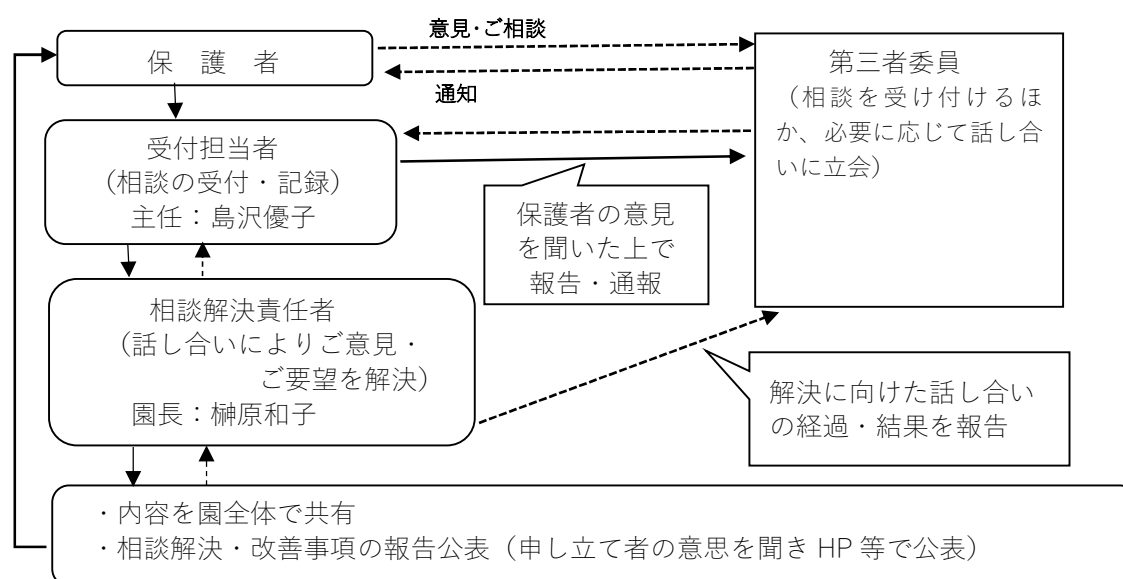 意見・ご相談
保 護 者
通知
第三者委員
（相談を受け付けるほ
か、必要に応じて話し合
いに立会）
受付担当者
（相談の受付・記録）
主任：島沢優子
保護者の意見
を聞いた上で
報告・通報
相談解決責任者
（話し合いによりご意見・
ご要望を解決）
園長：榊原和子
解決に向けた話し合い
の経過・結果を報告
・内容を園全体で共有
・相談解決・改善事項の報告公表（申し立て者の意思を聞き HP 等で公表）